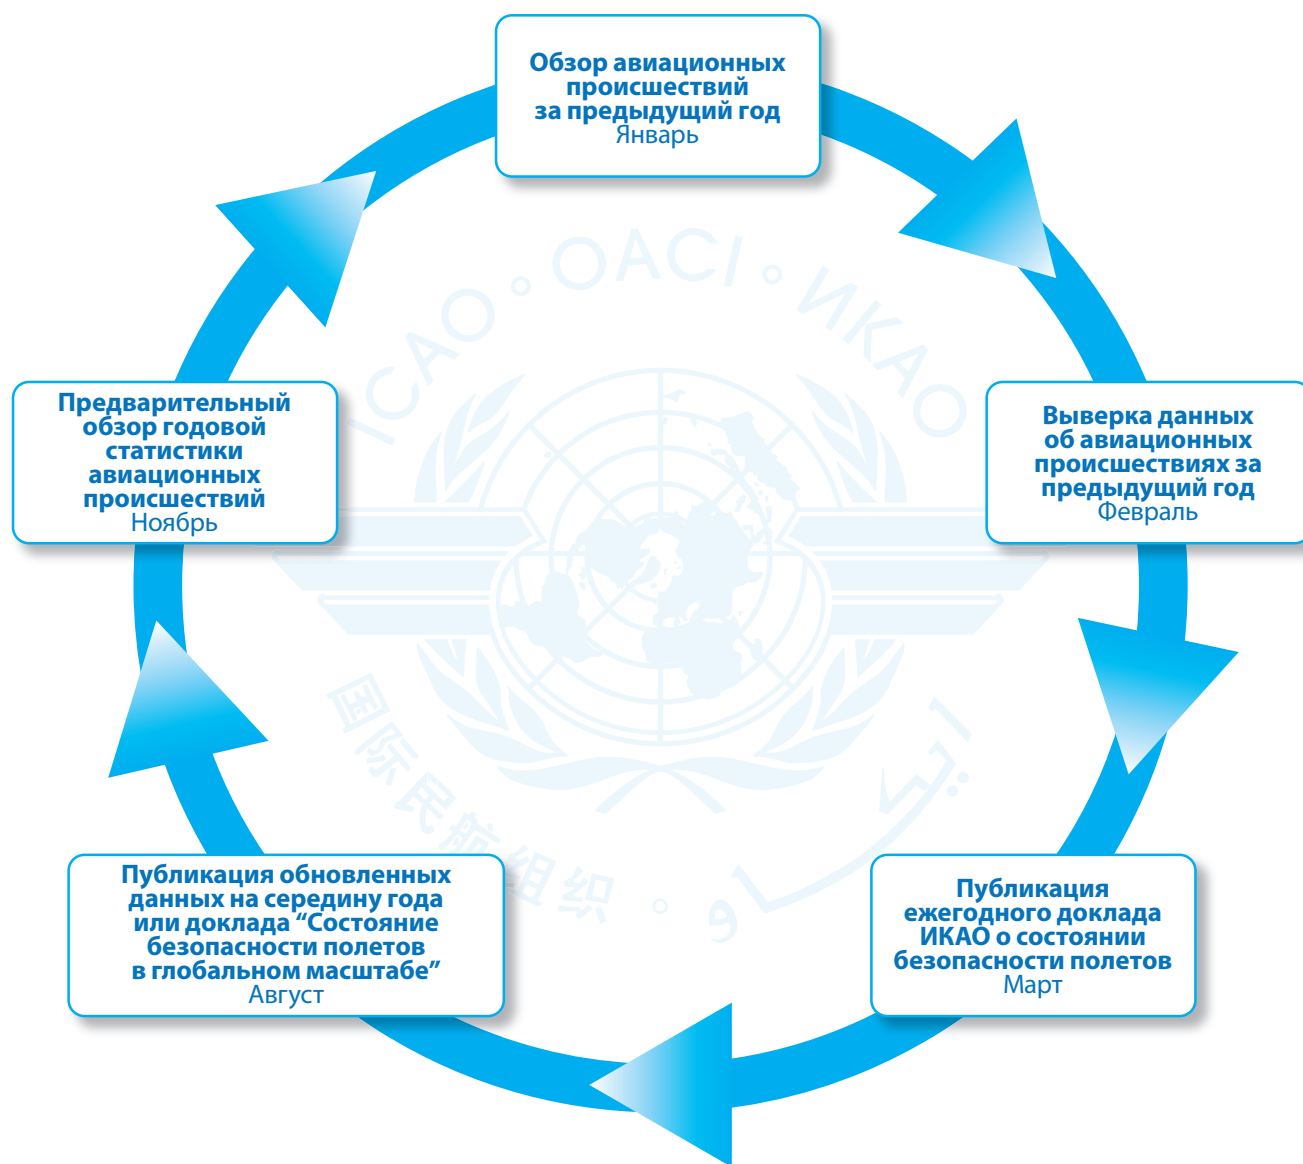 Обзор авиационных
происшествий
за предыдущий год
Январь
Выверка данных
об авиационных
происшествиях за
предыдущий год
Февраль
Публикация
ежегодного доклада
ИКАО о состоянии
безопасности полетов
Март
Публикация обновленных
данных на середину года
или доклада “Состояние
безопасности полетов
в глобальном масштабе”
Август
Предварительный
обзор годовой
статистики
авиационных
происшествий
Ноябрь
ICAO ◦ OACI ◦ ИКАО
国际民航组织 ◦ ايكاو